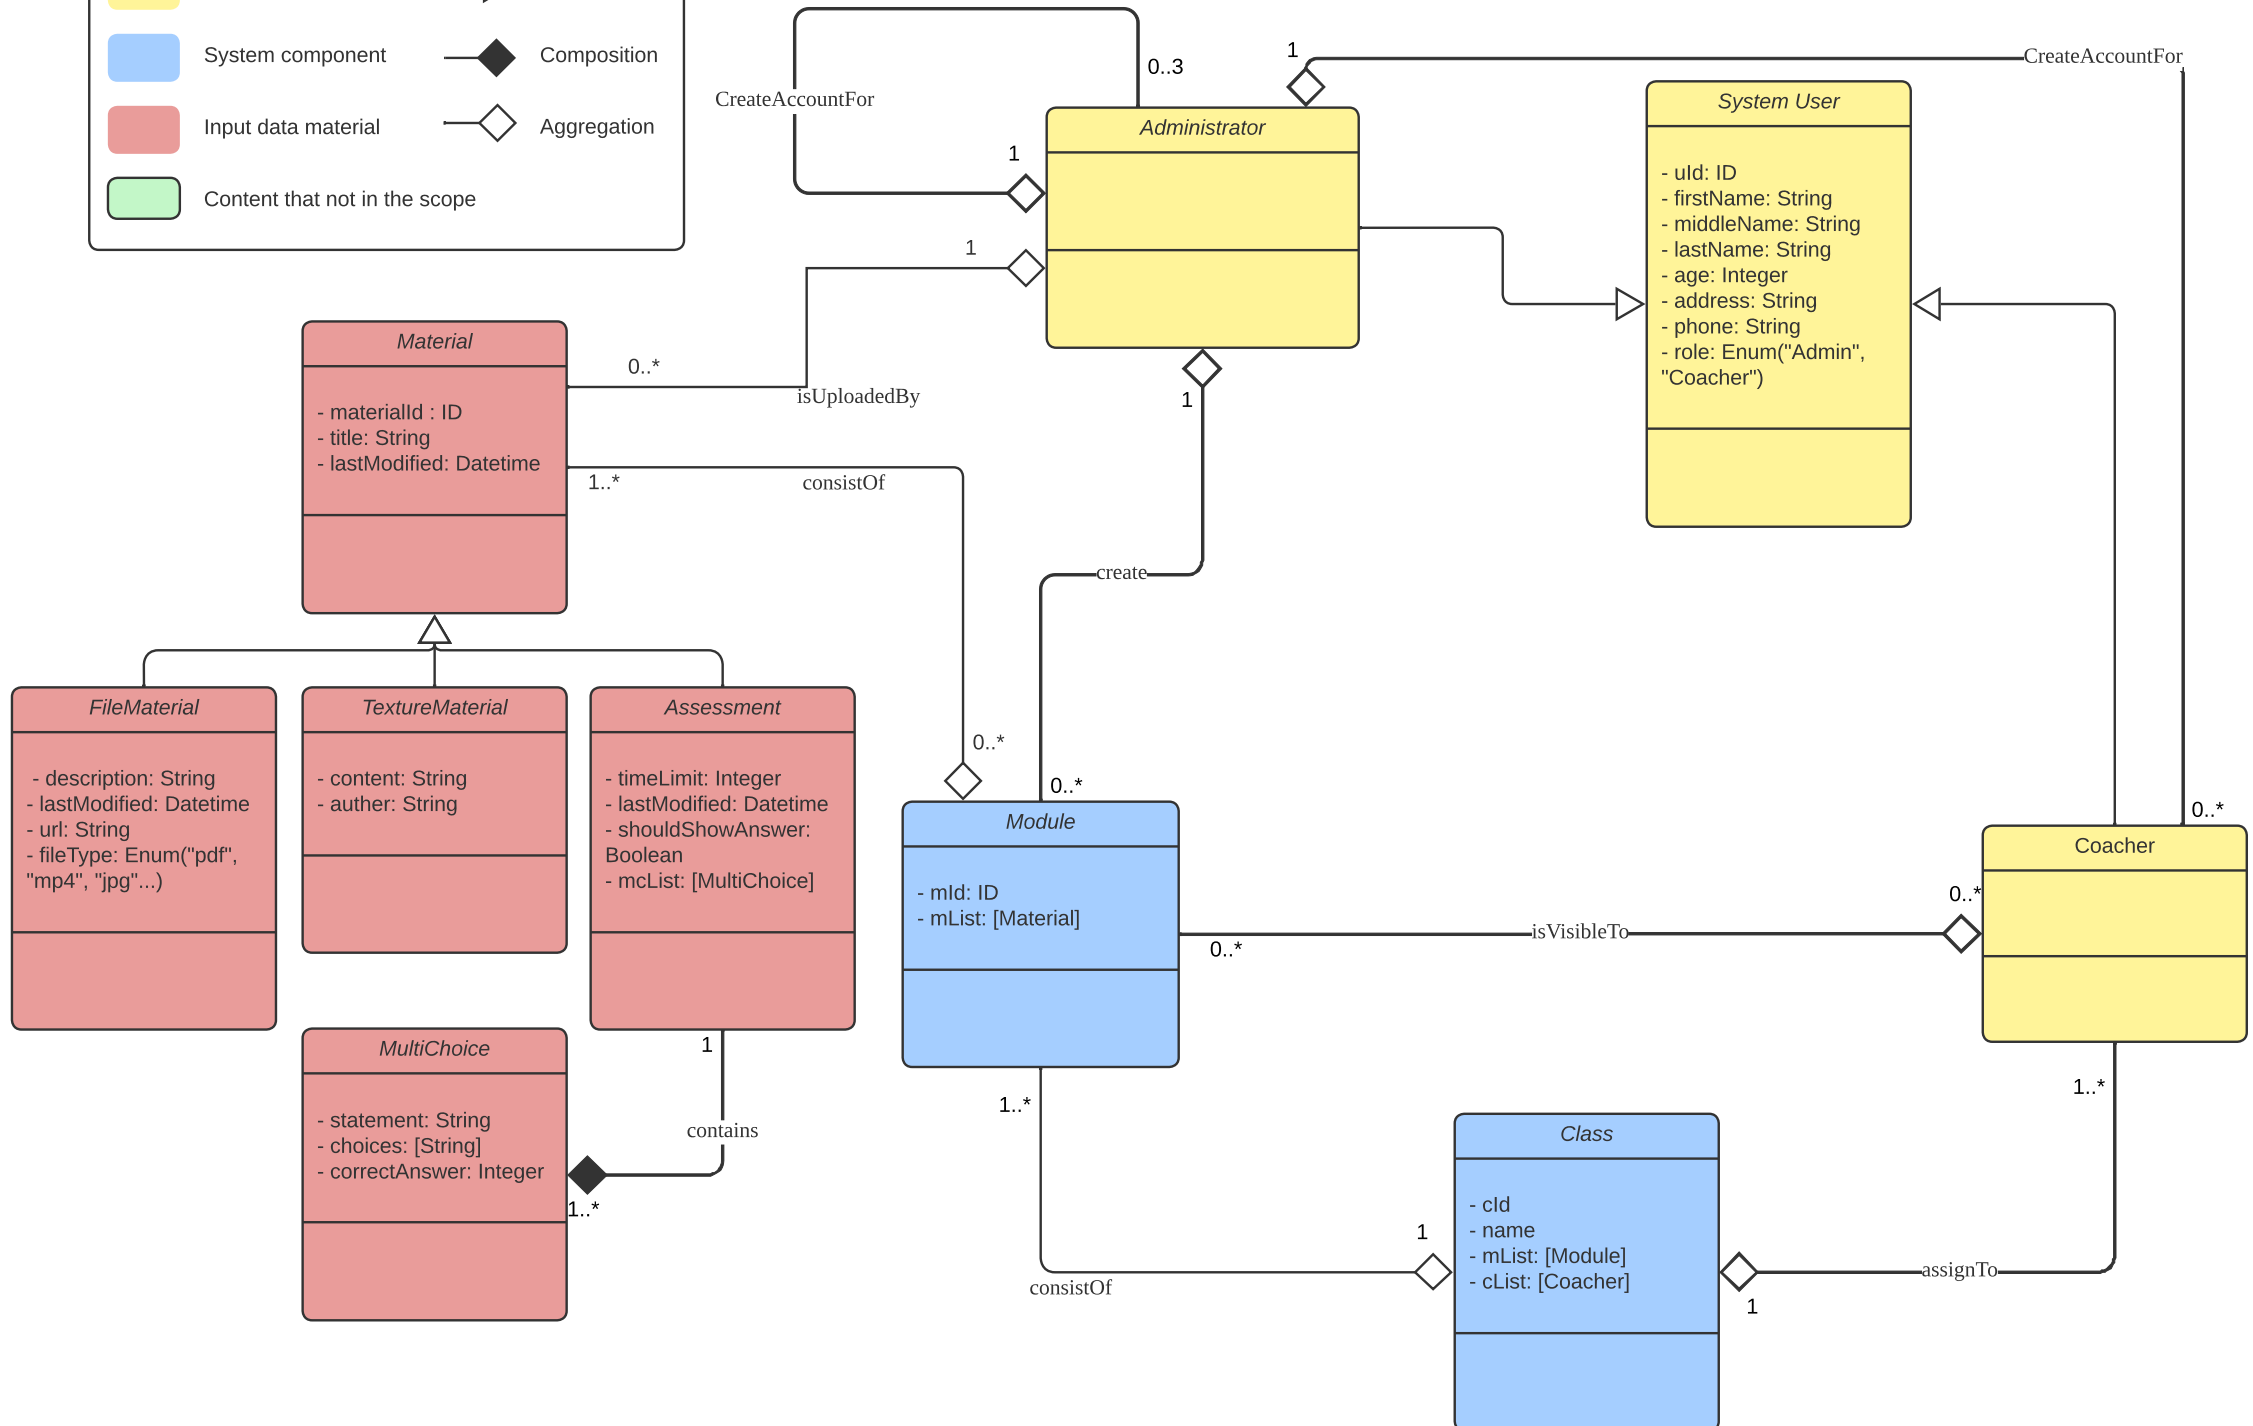 System component
Composition
Input data material
Aggregation
Content that not in the scope
CreateAccountFor
0..3
1
1
CreateAccountFor
Administrator
1
0..*
isUploadedBy
1
create
0..*
System User
- uId: ID
- firstName: String
- middleName: String
- lastName: String
- age: Integer
- address: String
- phone: String
- role: Enum("Admin",
"Coacher")
Material
- materialId : ID
- title: String
- lastModified: Datetime
1..*
consistOf
0..*
FileMaterial
- description: String
- lastModified: Datetime
- url: String
- fileType: Enum("pdf",
"mp4", "jpg"...)
TextureMaterial
- content: String
- auther: String
Assessment
- timeLimit: Integer
- lastModified: Datetime
- shouldShowAnswer:
Boolean
- mcList: [MultiChoice]
Module
- mId: ID
- mList: [Material]
0..*
isVisibleTo
0..*
0..*
Coacher
MultiChoice
- statement: String
- choices: [String]
- correctAnswer: Integer
1
contains
1..*
1..*
consistOf
1
Class
- cId
- name
- mList: [Module]
- cList: [Coacher]
1..*
assignTo
1